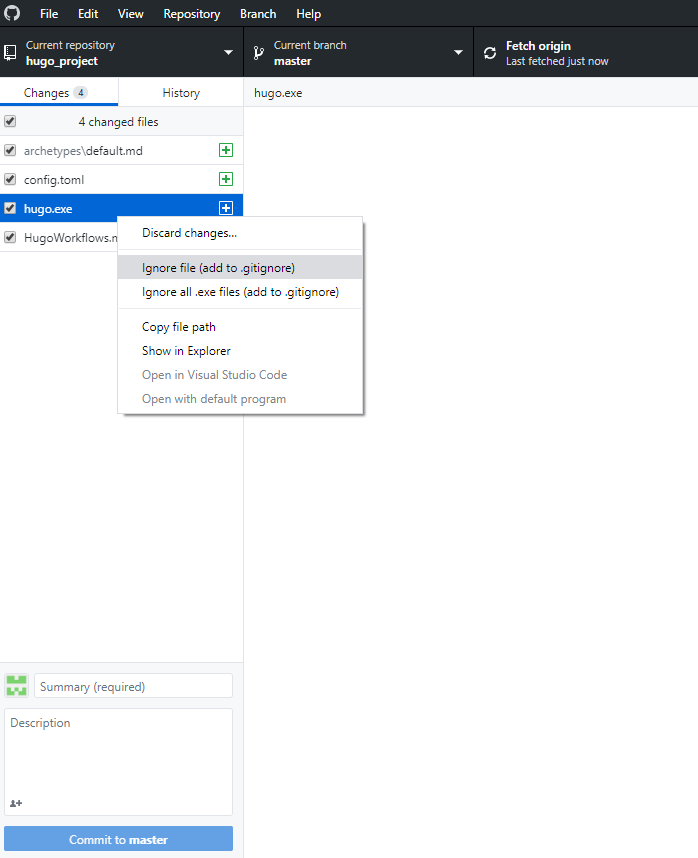 File Edit View Repository Branch Help
Current repository
hugo_project
Current branch
master
Fetch origin
Last fetched just now
Changes 4 History
hugo.exe
4 changed files
archetypes\default.md
config.toml
hugo.exe
HugoWorkflows.m
Discard changes...
Ignore file (add to .gitignore)
Ignore all .exe files (add to .gitignore)
Copy file path
Show in Explorer
Open in Visual Studio Code
Open with default program
Summary (required)
Description
Commit to master